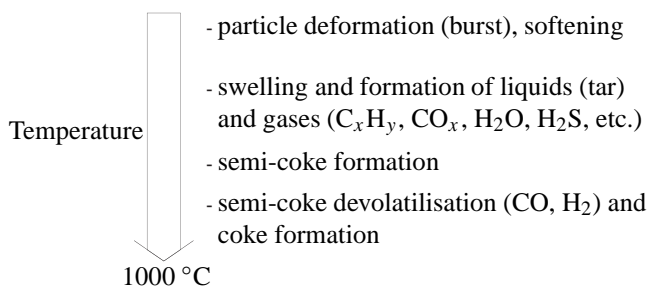 - particle deformation (burst), softening
- swelling and formation of liquids (tar)
and gases (CₓHᵧ, COₓ, H2O, H2S, etc.)
Temperature
- semi-coke formation
- semi-coke devolatilisation (CO, H₂) and
coke formation
1000 °C